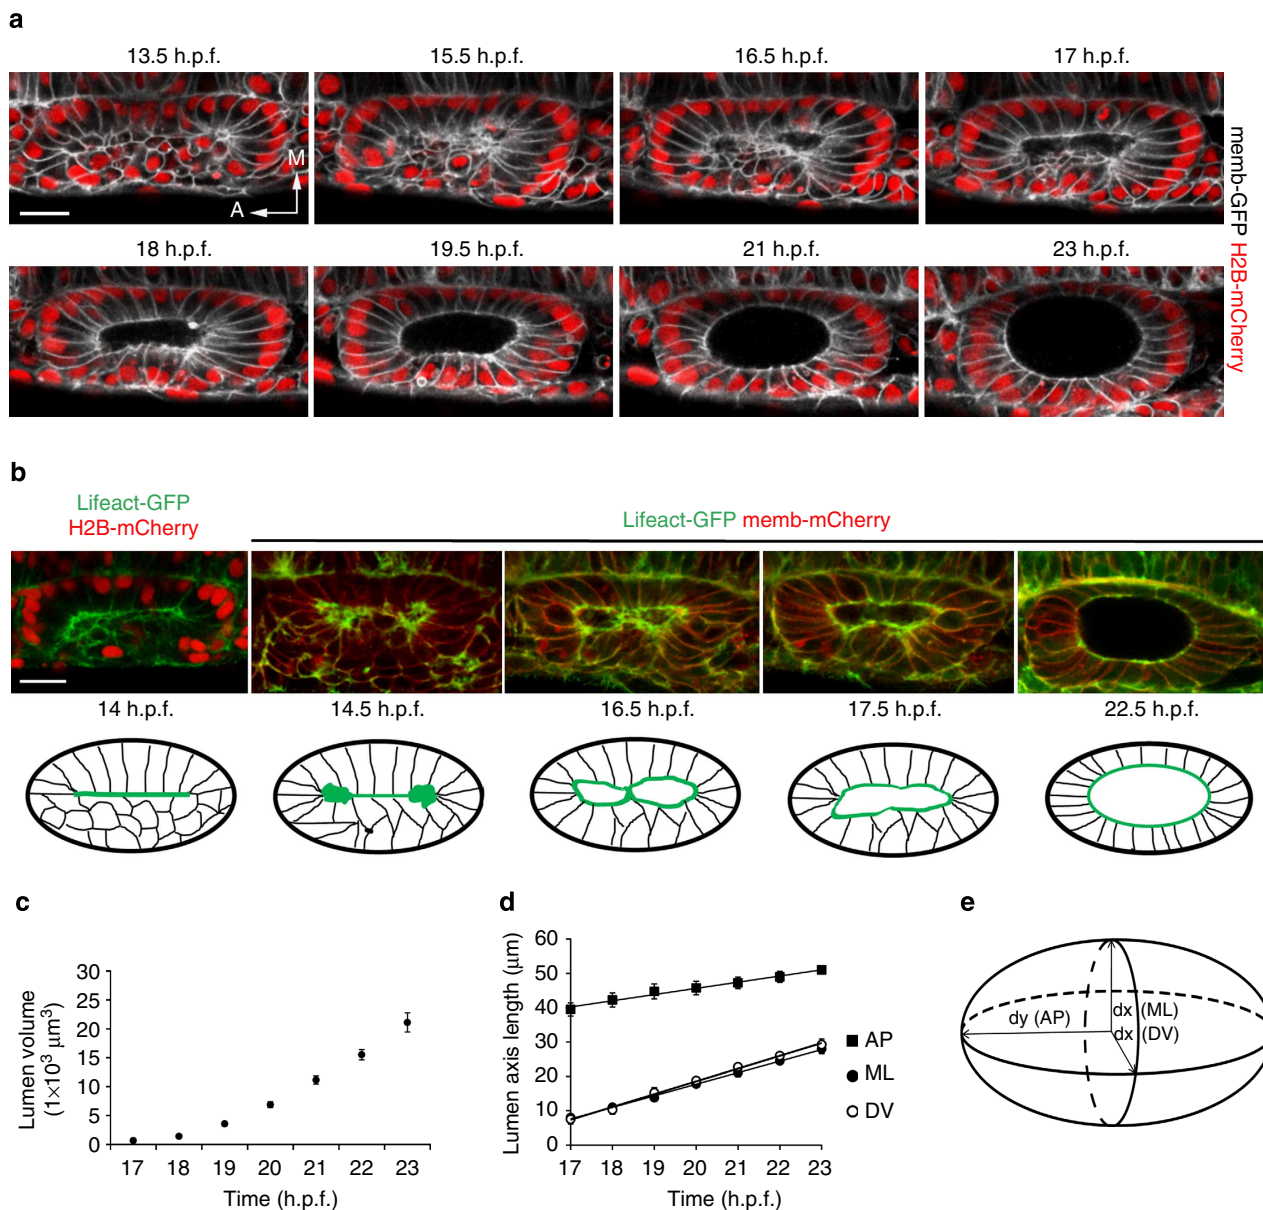 a
13.5 h.p.f. 15.5 h.p.f. 16.5 h.p.f. 17 h.p.f.
M
A
memb-GFP H2B-mCherry
18 h.p.f. 19.5 h.p.f. 21 h.p.f. 23 h.p.f.
b
Lifeact-GFP
H2B-mCherry
Lifeact-GFP memb-mCherry
14 h.p.f. 14.5 h.p.f. 16.5 h.p.f. 17.5 h.p.f. 22.5 h.p.f.
c
Lumen volume
(1×10³ μm³)
30
25
20
15
10
5
0
17 18 19 20 21 22 23
Time (h.p.f.)
d
Lumen axis length (μm)
60
50
40
30
20
10
0
17 18 19 20 21 22 23
Time (h.p.f.)
AP
ML
DV
e
dy (AP)
dx (ML)
dx (DV)